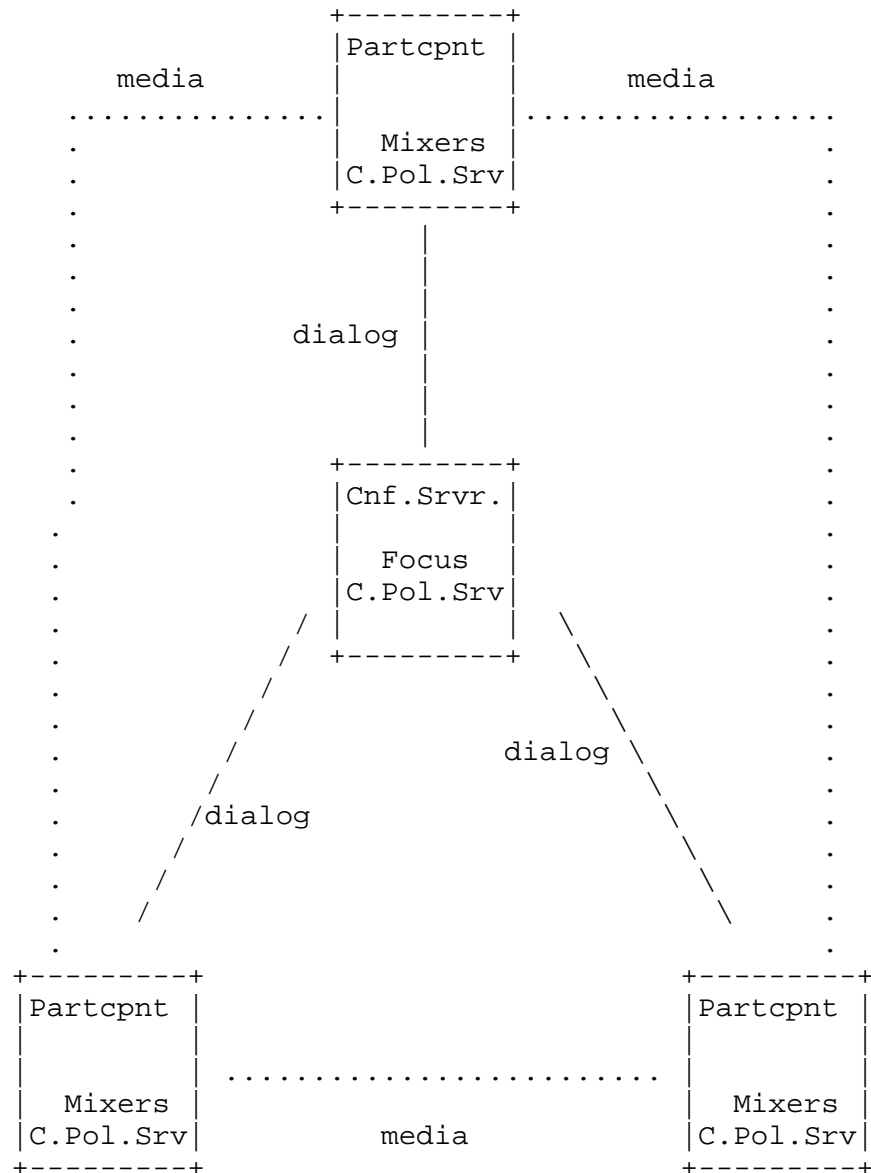 Partcpnt
media media
Mixers
C.Pol.Srv
dialog
Cnf.Srvr.
Focus
C.Pol.Srv
dialog
dialog
Partcpnt Partcpnt
Mixers Mixers
C.Pol.Srv media C.Pol.Srv